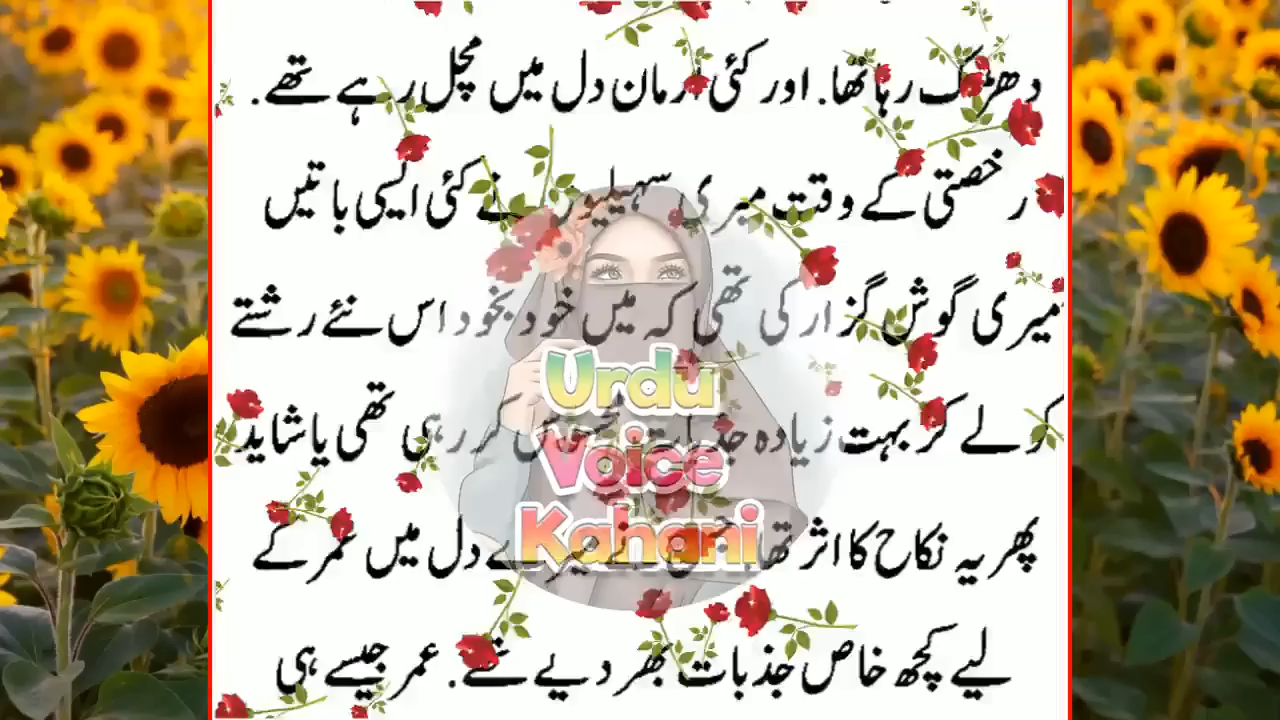 دھڑک رہا تھا. اور کئی ارمان دل میں مچل رہے تھے.
رخصتی کے وقت میری سہیلیوں نے کئی ایسی باتیں
میری گوش گزار کی تھی کہ میں خود بخود اس نئے رشتے
کو لے کر بہت زیادہ جذبات محسوس کر رہی تھی یا شاید
پھر یہ نکاح کا اثر تھا. جس نے میرے دل میں عمر کے
لیے کچھ خاص جذبات بھر دیے تھے. عمر جیسے ہی
Urdu
Voice
Kahani